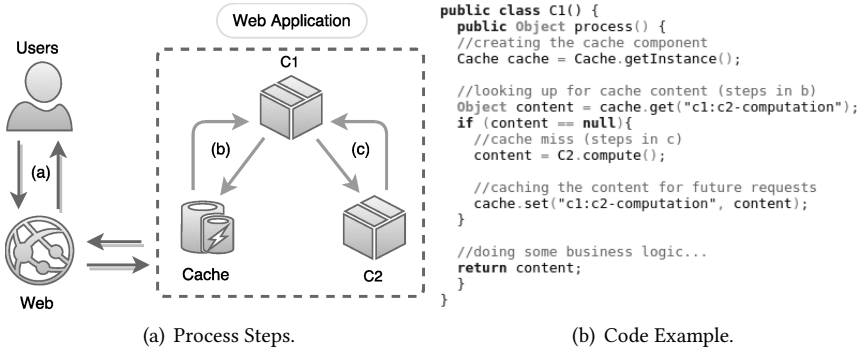 Web Application
Users
C1
(a)
(b)
(c)
Cache
C2
Web
(a) Process Steps.
public class C1() {
public Object process() {
//creating the cache component
Cache cache = Cache.getInstance();
//looking up for cache content (steps in b)
Object content = cache.get("c1:c2-computation");
if (content == null){
//cache miss (steps in c)
content = C2.compute();
//caching the content for future requests
cache.set("c1:c2-computation", content);
}
//doing some business logic...
return content;
}
}
(b) Code Example.